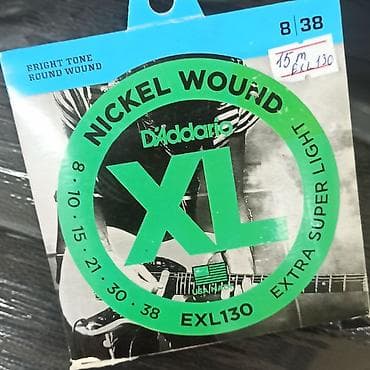 8|38
BRIGHT TONE
ROUND WOUND
15 m
EXL 130
NICKEL WOUND
D'Addario
XL
8 · 10 · 15 · 21 · 30 · 38
EXL130
EXTRA SUPER LIGHT